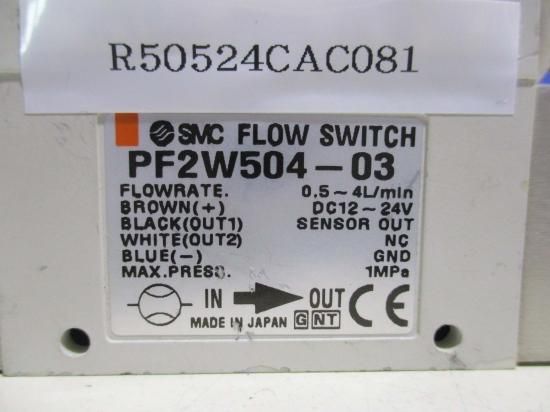 R50524CAC081
SMC FLOW SWITCH
PF2W504-03
FLOWRATE. 0.5~4L/min
BROWN(+) DC12~24V
BLACK(OUT1) SENSOR OUT
WHITE(OUT2) NC
BLUE(-) GND
MAX.PRESS. 1MPa
IN OUT CE
MADE IN JAPAN G NT